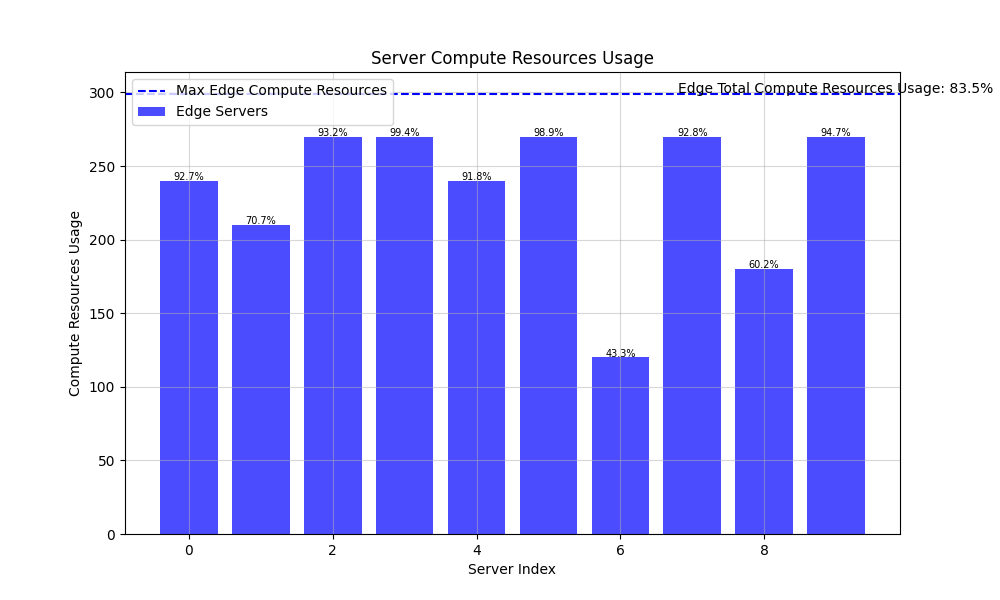 Server Compute Resources Usage
Max Edge Compute Resources
Edge Servers
Edge Total Compute Resources Usage: 83.5%
300
250
200
150
100
50
0
Compute Resources Usage
92.7%
70.7%
93.2%
99.4%
91.8%
98.9%
43.3%
92.8%
60.2%
94.7%
0 2 4 6 8
Server Index